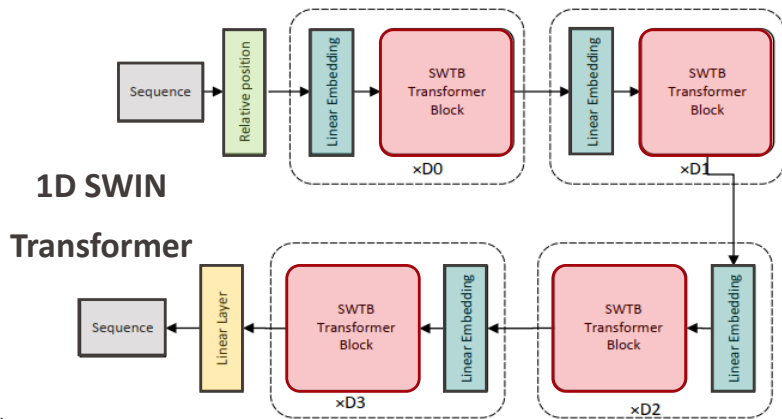 Sequence
Relative position
Linear Embedding
SWTB
Transformer
Block
×D0
Linear Embedding
SWTB
Transformer
Block
×D1
1D SWIN
Transformer
Sequence
Linear Layer
SWTB
Transformer
Block
×D3
Linear Embedding
SWTB
Transformer
Block
×D2
Linear Embedding